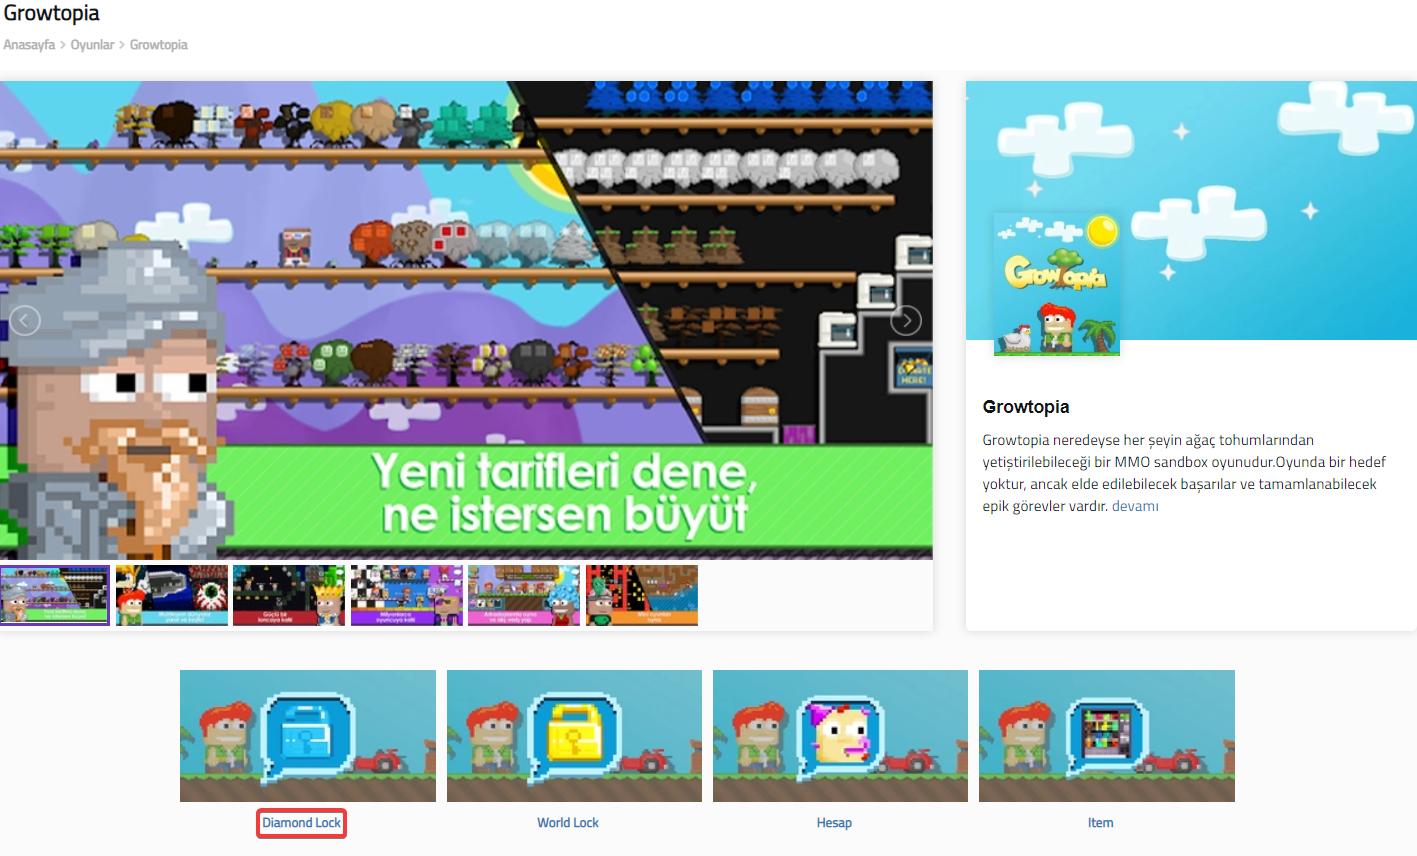 Growtopia
Anasayfa > Oyunlar > Growtopia
Growtopia
HERE!
Yeni tarifleri dene,
ne istersen büyüt
Growtopia
Growtopia neredeyse her şeyin ağaç tohumlarından
yetiştirilebileceği bir MMO sandbox oyunudur.Oyunda bir hedef
yoktur, ancak elde edilebilecek başarılar ve tamamlanabilecek
epik görevler vardır. devamı
Diamond Lock
World Lock
Hesap
Item